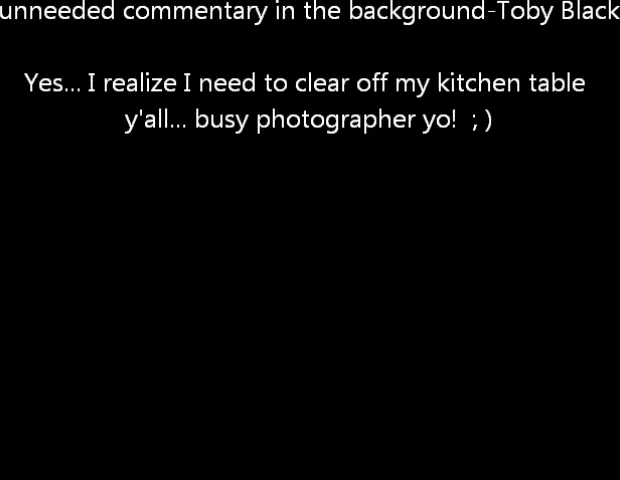 unneeded commentary in the background-Toby Black
Yes... I realize I need to clear off my kitchen table
y'all... busy photographer yo!  ; )